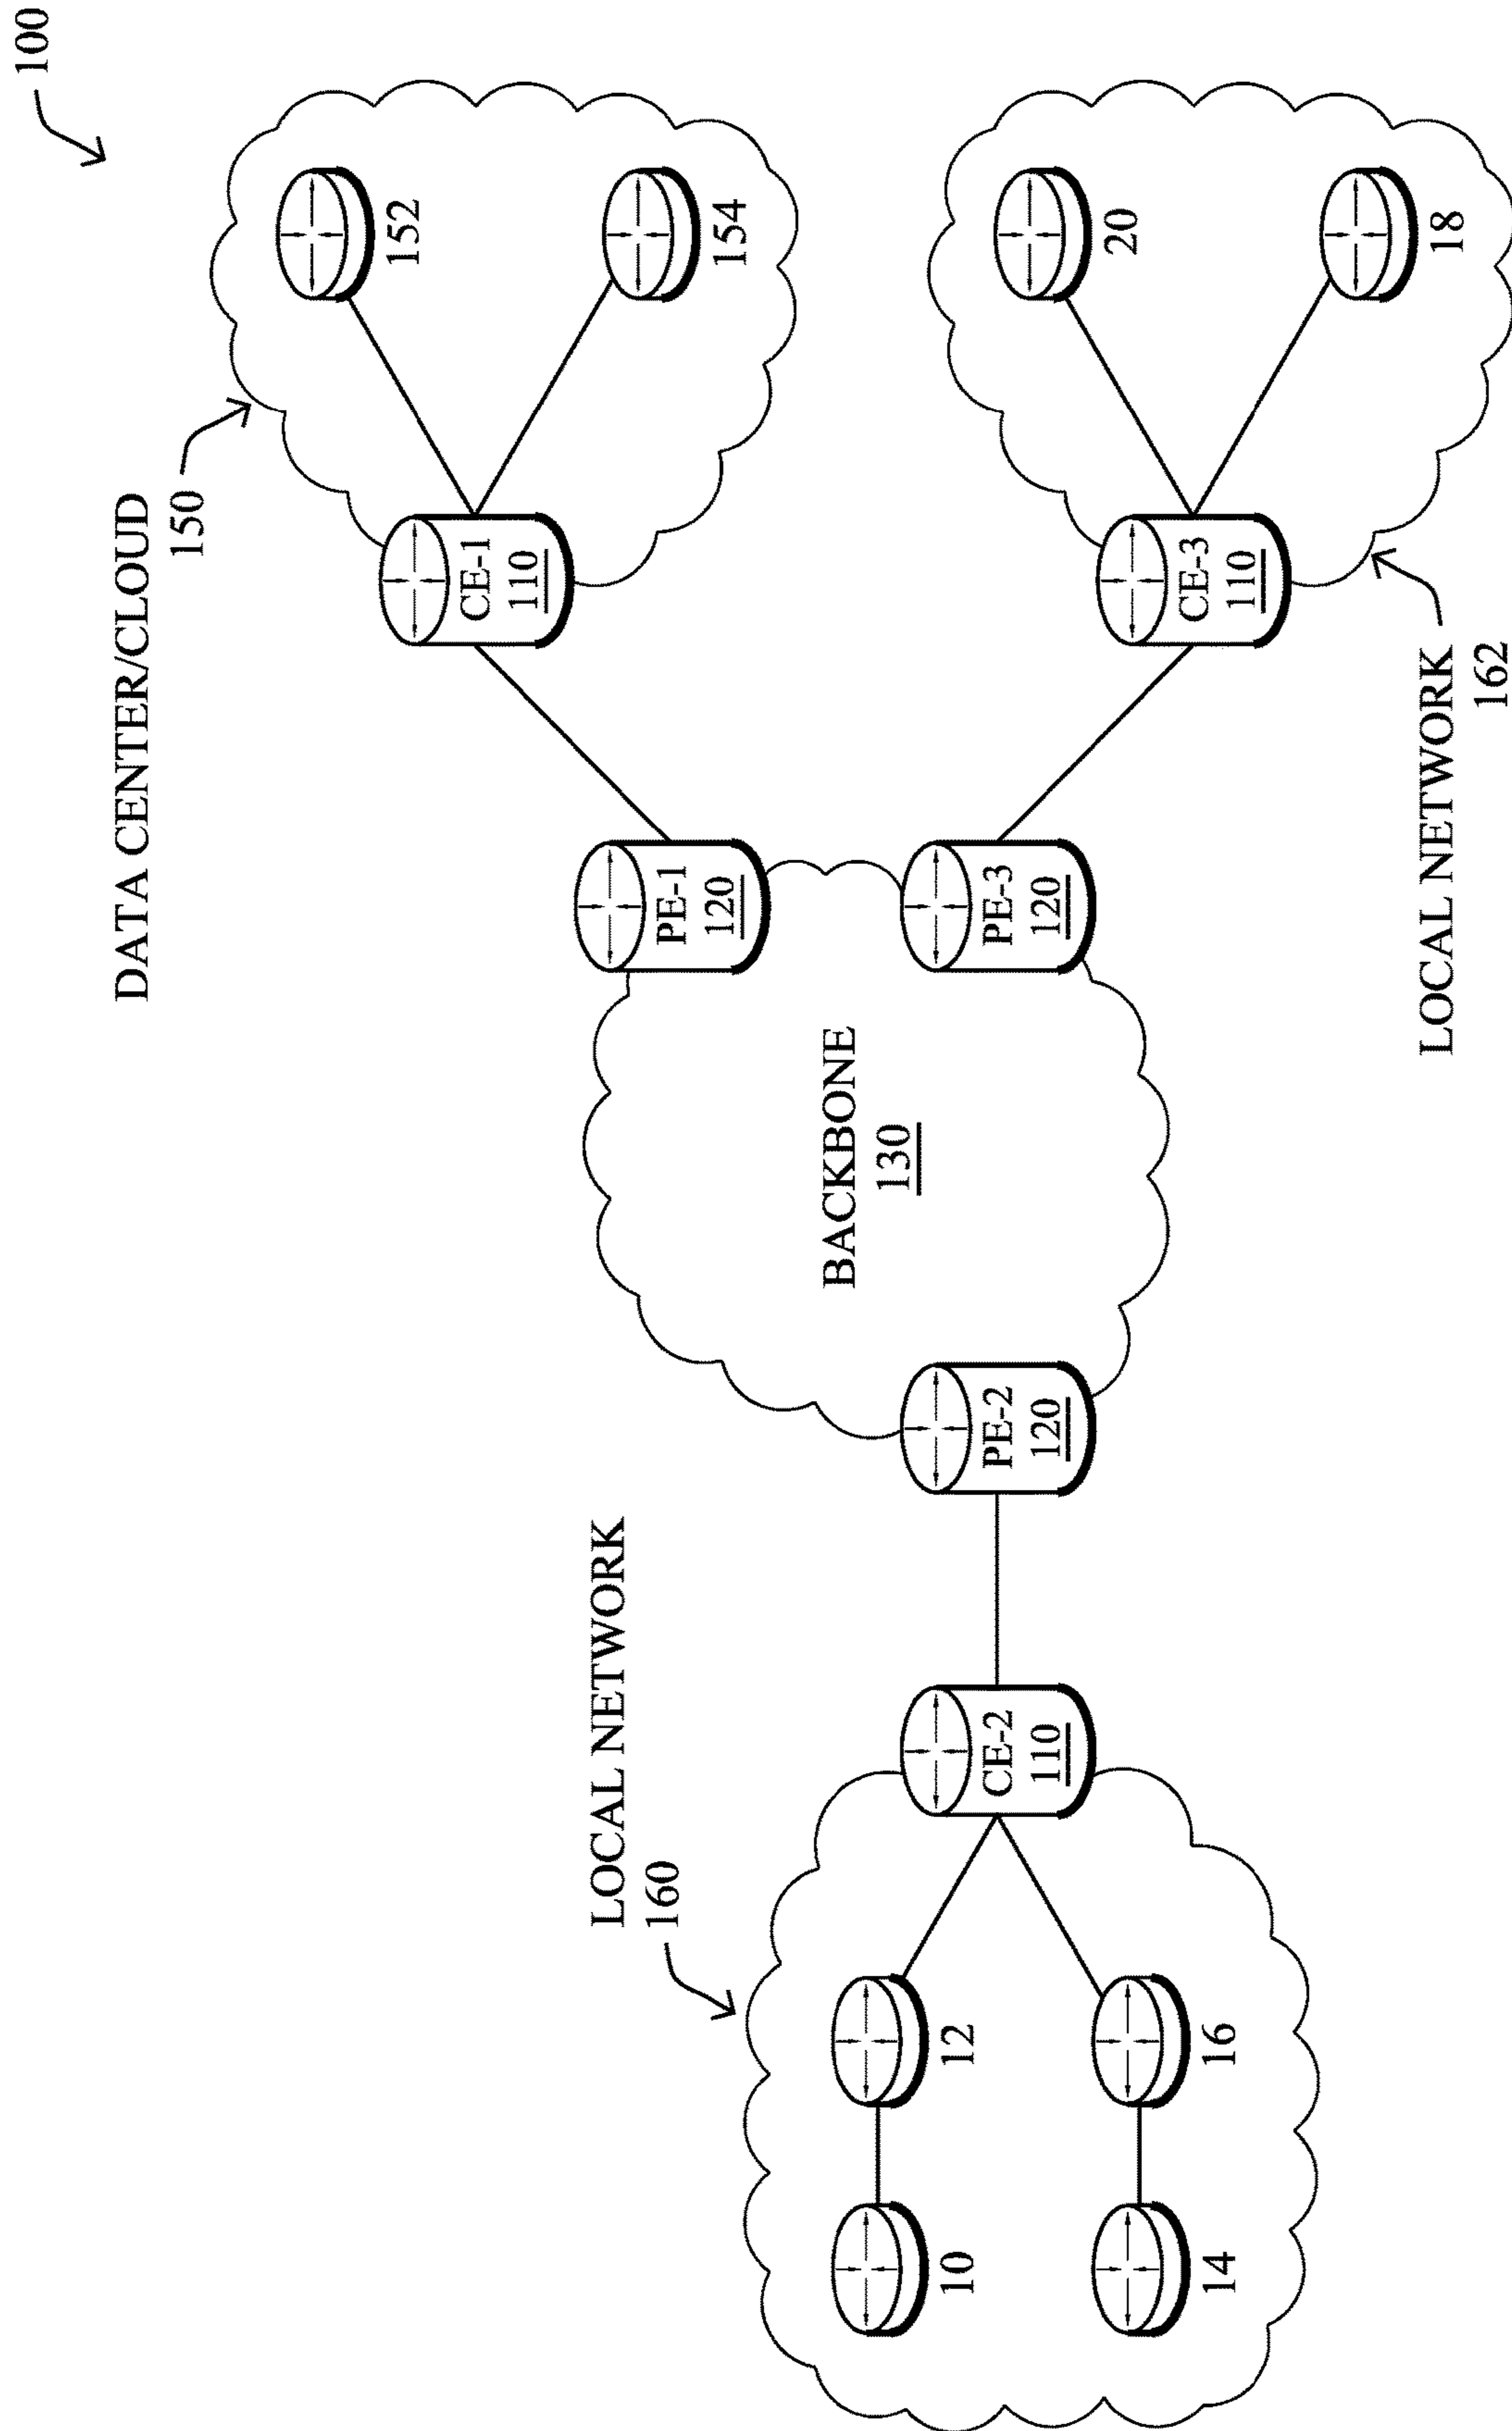 100
DATA CENTER/CLOUD
150
152
CE-1
110
154
PE-1
120
LOCAL NETWORK
160
BACKBONE
130
10
12
CE-2
110
PE-2
120
PE-3
120
14
16
20
CE-3
110
18
LOCAL NETWORK
162